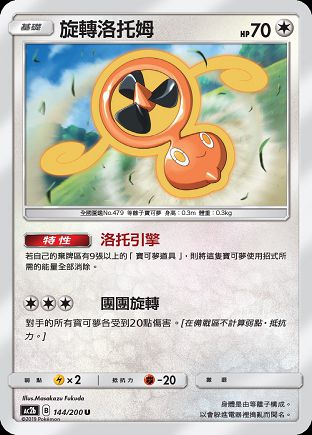 基礎 旋轉洛托姆 HP 70
全國圖鑑No.479 等離子寶可夢 身高：0.3m 體重：0.3kg
特性 洛托引擎
若自己的棄牌區有9張以上的「寶可夢道具」，則將這隻寶可夢使用招式所
需的能量全部消除。
團團旋轉
對手的所有寶可夢各受到20點傷害。[在備戰區不計算弱點・抵抗
力。]
弱點 ×2 抵抗力 -20 撤退
Illus.Masakazu Fukuda
AC2b B 144/200 U
©2019 Pokémon
身體是由等離子構成。
以會躲進電器裡搗亂而聞名。